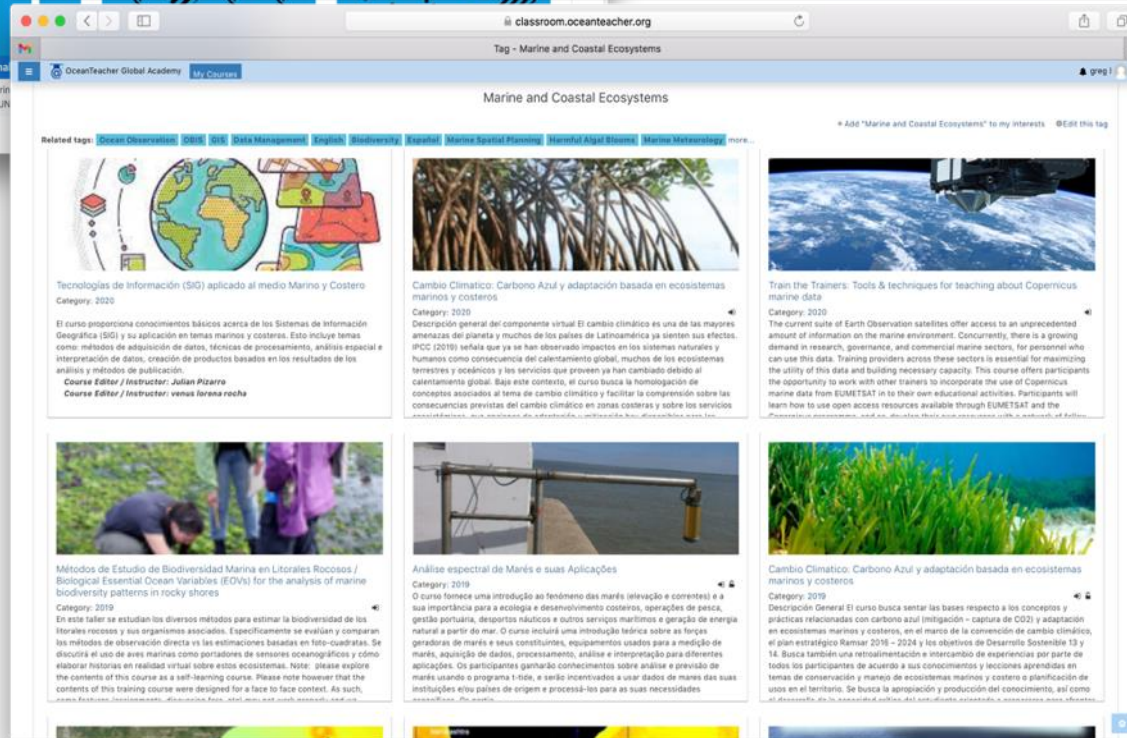 classroom.oceanteacher.org
Tag - Marine and Coastal Ecosystems
OceanTeacher Global Academy My Courses greg l
Marine and Coastal Ecosystems
+ Add "Marine and Coastal Ecosystems" to my interests Edit this tag
Related tags: Ocean Observation OBIS GIS Data Management English Biodiversity Español Marine Spatial Planning Harmful Algal Blooms Marine Meteorology more...
Tecnologías de Información (SIG) aplicado al medio Marino y Costero
Category: 2020
El curso proporciona conocimientos básicos acerca de los Sistemas de Información
Geográfica (SIG) y su aplicación en temas marinos y costeros. Esto incluye temas
como: métodos de adquisición de datos, técnicas de procesamiento, análisis espacial e
interpretación de datos, creación de productos basados en los resultados de los
análisis y métodos de publicación.
Course Editor / Instructor: Julian Pizarro
Course Editor / Instructor: venus lorena rocha
Cambio Climatico: Carbono Azul y adaptación basada en ecosistemas
marinos y costeros
Category: 2020
Descripción general del componente virtual El cambio climático es una de las mayores
amenazas del planeta y muchos de los países de Latinoamérica ya sienten sus efectos.
IPCC (2019) señala que ya se han observado impactos en los sistemas naturales y
humanos como consecuencia del calentamiento global, muchos de los ecosistemas
terrestres y oceánicos y los servicios que proveen ya han cambiado debido al
calentamiento global. Bajo este contexto, el curso busca la homologación de
conceptos asociados al tema de cambio climático y facilitar la comprensión sobre las
consecuencias previstas del cambio climático en zonas costeras y sobre los servicios
Train the Trainers: Tools & techniques for teaching about Copernicus
marine data
Category: 2020
The current suite of Earth Observation satellites offer access to an unprecedented
amount of information on the marine environment. Concurrently, there is a growing
demand in research, governance, and commercial marine sectors, for personnel who
can use this data. Training providers across these sectors is essential for maximizing
the utility of this data and building necessary capacity. This course offers participants
the opportunity to work with other trainers to incorporate the use of Copernicus
marine data from EUMETSAT in to their own educational activities. Participants will
learn how to use open access resources available through EUMETSAT and the
Métodos de Estudio de Biodiversidad Marina en Litorales Rocosos /
Biological Essential Ocean Variables (EOVs) for the analysis of marine
biodiversity patterns in rocky shores
Category: 2019
En este taller se estudian los diversos métodos para estimar la biodiversidad de los
litorales rocosos y sus organismos asociados. Específicamente se evalúan y comparan
los métodos de observación directa vs las estimaciones basadas en foto-cuadratas. Se
discutirá el uso de aves marinas como portadores de sensores oceanográficos y cómo
elaborar historias en realidad virtual sobre estos ecosistemas. Note: please explore
the contents of this course as a self-learning course. Please note however that the
contents of this training course were designed for a face to face context. As such,
Análise espectral de Marés e suas Aplicações
Category: 2019
O curso fornece uma introdução ao fenómeno das marés (elevação e correntes) e a
sua importância para a ecologia e desenvolvimento costeiros, operações de pesca,
gestão portuária, desportos náuticos e outros serviços marítimos e geração de energia
natural a partir do mar. O curso incluirá uma introdução teórica sobre as forças
geradoras de marés e seus constituintes, equipamentos usados para a medição de
marés, aquisição de dados, processamento, análise e interpretação para diferentes
aplicações. Os participantes ganharão conhecimentos sobre análise e previsão de
marés usando o programa t-tide, e serão incentivados a usar dados de mares das suas
instituições e/ou países de origem e processá-los para as suas necessidades
Cambio Climatico: Carbono Azul y adaptación basada en ecosistemas
marinos y costeros
Category: 2019
Descripción General El curso busca sentar las bases respecto a los conceptos y
prácticas relacionadas con carbono azul (mitigación – captura de CO2) y adaptación
en ecosistemas marinos y costeros, en el marco de la convención de cambio climático,
el plan estratégico Ramsar 2016 – 2024 y los objetivos de Desarrollo Sostenible 13 y
14. Busca también una retroalimentación e intercambio de experiencias por parte de
todos los participantes de acuerdo a sus conocimientos y lecciones aprendidas en
temas de conservación y manejo de ecosistemas marinos y costero o planificación de
usos en el territorio. Se busca la apropiación y producción del conocimiento, así como